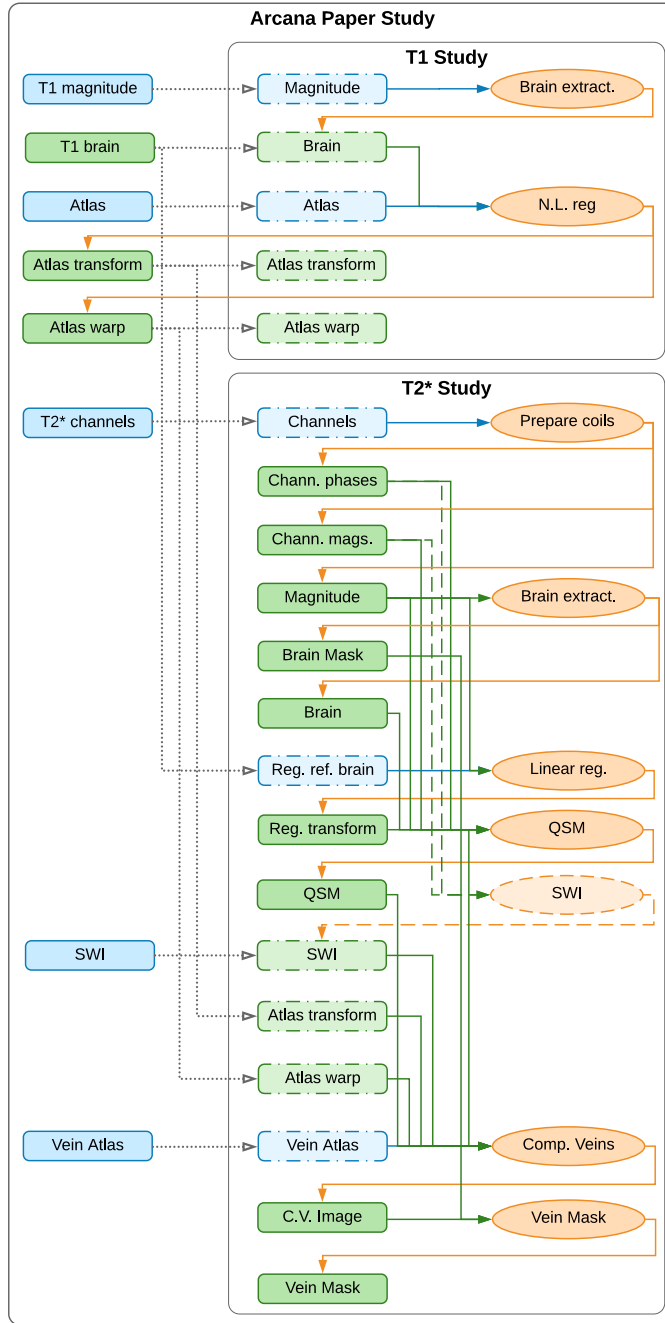 Arcana Paper Study
T1 Study
T1 magnitude
Magnitude
Brain extract.
T1 brain
Brain
Atlas
Atlas
N.L. reg
Atlas transform
Atlas transform
Atlas warp
Atlas warp
T2* Study
T2* channels
Channels
Prepare coils
Chann. phases
Chann. mags.
Magnitude
Brain extract.
Brain Mask
Brain
Reg. ref. brain
Linear reg.
Reg. transform
QSM
QSM
SWI
SWI
SWI
Atlas transform
Atlas warp
Vein Atlas
Vein Atlas
Comp. Veins
C.V. Image
Vein Mask
Vein Mask